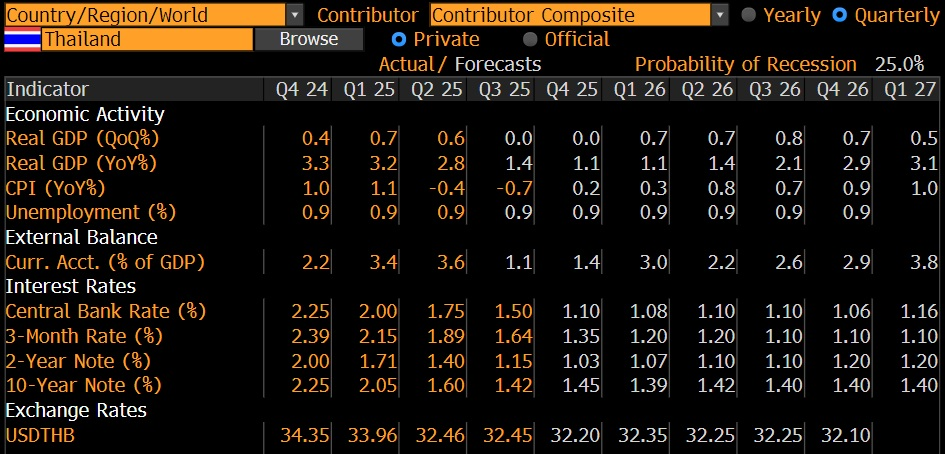 Country/Region/World Contributor Contributor Composite Yearly Quarterly
Thailand Browse Private Official
Actual/ Forecasts Probability of Recession 25.0%
Indicator Q4 24 Q1 25 Q2 25 Q3 25 Q4 25 Q1 26 Q2 26 Q3 26 Q4 26 Q1 27
Economic Activity
Real GDP (QoQ%) 0.4 0.7 0.6 0.0 0.0 0.7 0.7 0.8 0.7 0.5
Real GDP (YoY%) 3.3 3.2 2.8 1.4 1.1 1.1 1.4 2.1 2.9 3.1
CPI (YoY%) 1.0 1.1 -0.4 -0.7 0.2 0.3 0.8 0.7 0.9 1.0
Unemployment (%) 0.9 0.9 0.9 0.9 0.9 0.9 0.9 0.9 0.9
External Balance
Curr. Acct. (% of GDP) 2.2 3.4 3.6 1.1 1.4 3.0 2.2 2.6 2.9 3.8
Interest Rates
Central Bank Rate (%) 2.25 2.00 1.75 1.50 1.10 1.08 1.10 1.10 1.06 1.16
3-Month Rate (%) 2.39 2.15 1.89 1.64 1.35 1.20 1.20 1.10 1.10 1.10
2-Year Note (%) 2.00 1.71 1.40 1.15 1.03 1.07 1.10 1.10 1.20 1.20
10-Year Note (%) 2.25 2.05 1.60 1.42 1.45 1.39 1.42 1.40 1.40 1.40
Exchange Rates
USDTHB 34.35 33.96 32.46 32.45 32.20 32.35 32.25 32.25 32.10